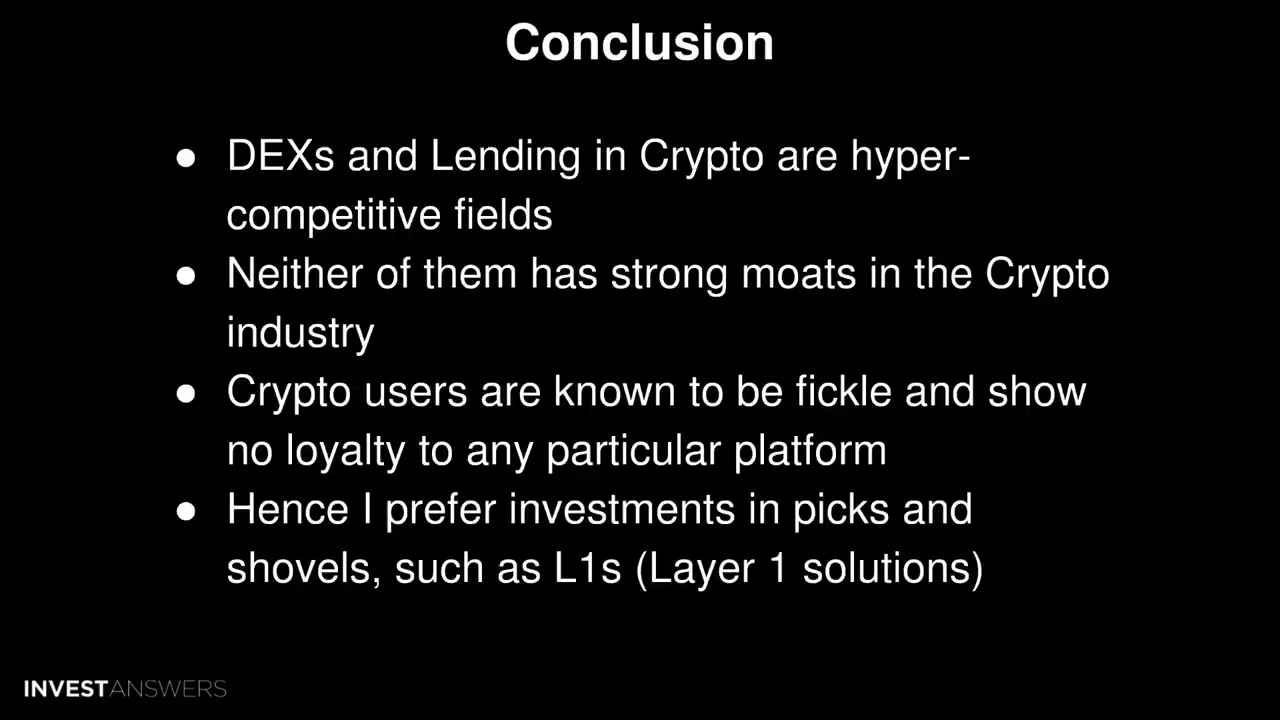 Conclusion
● DEXs and Lending in Crypto are hyper-
competitive fields
● Neither of them has strong moats in the Crypto
industry
● Crypto users are known to be fickle and show
no loyalty to any particular platform
● Hence I prefer investments in picks and
shovels, such as L1s (Layer 1 solutions)
INVESTANSWERS